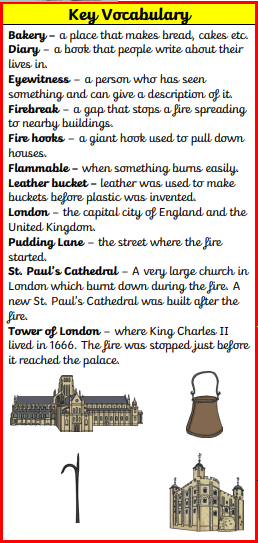 Key Vocabulary
Bakery – a place that makes bread, cakes etc.
Diary – a book that people write about their
lives in.
Eyewitness – a person who has seen
something and can give a description of it.
Firebreak – a gap that stops a fire spreading
to nearby buildings.
Fire hooks – a giant hook used to pull down
houses.
Flammable – when something burns easily.
Leather bucket – leather was used to make
buckets before plastic was invented.
London – the capital city of England and the
United Kingdom.
Pudding Lane – the street where the fire
started.
St. Paul's Cathedral – A very large church in
London which burnt down during the fire. A
new St. Paul's Cathedral was built after the
fire.
Tower of London – where King Charles II
lived in 1666. The fire was stopped just before
it reached the palace.